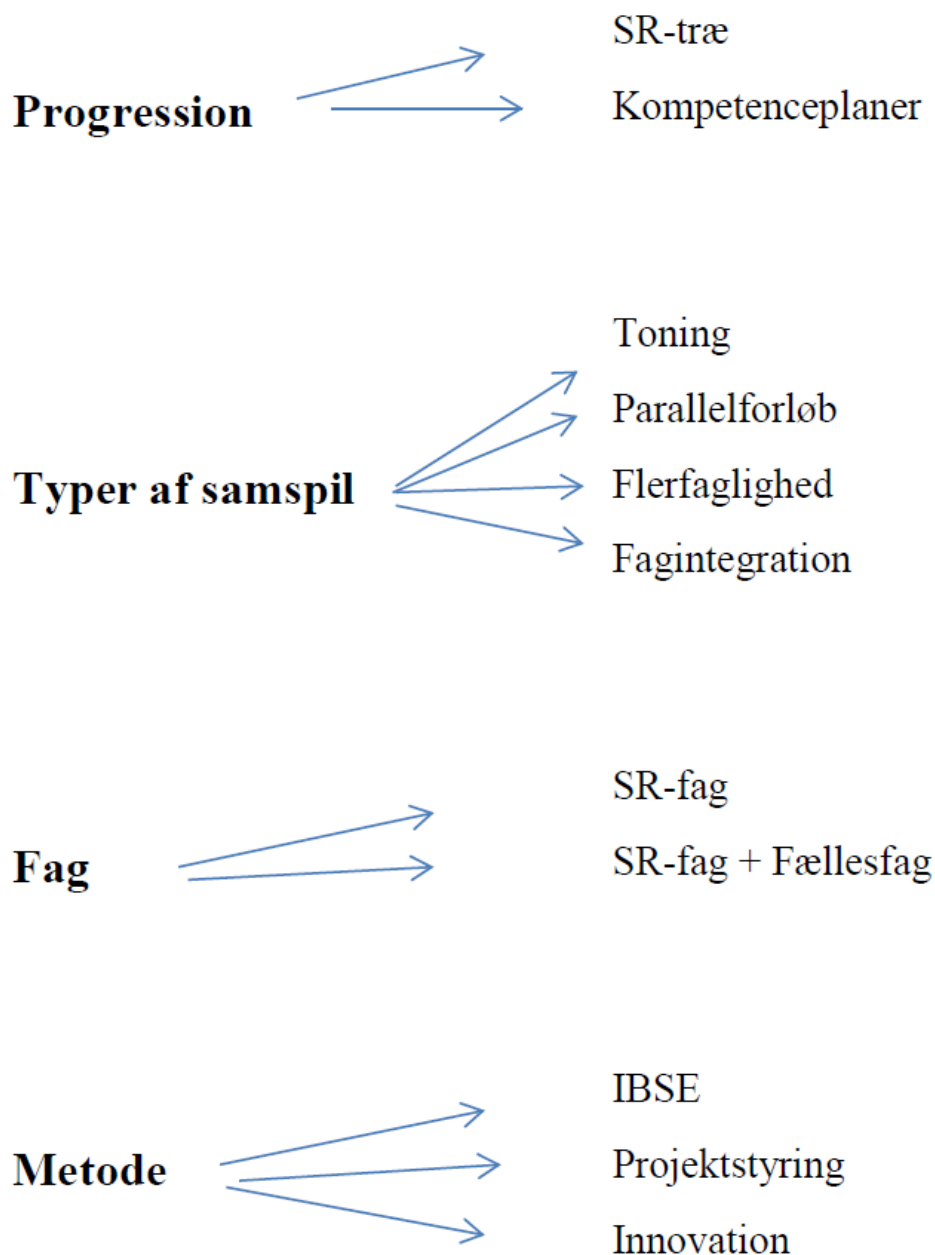 SR-træ
Progression
Kompetenceplaner
Toning
Parallelforløb
Typer af samspil
Flerfaglighed
Fagintegration
SR-fag
Fag
SR-fag + Fællesfag
IBSE
Metode
Projektstyring
Innovation